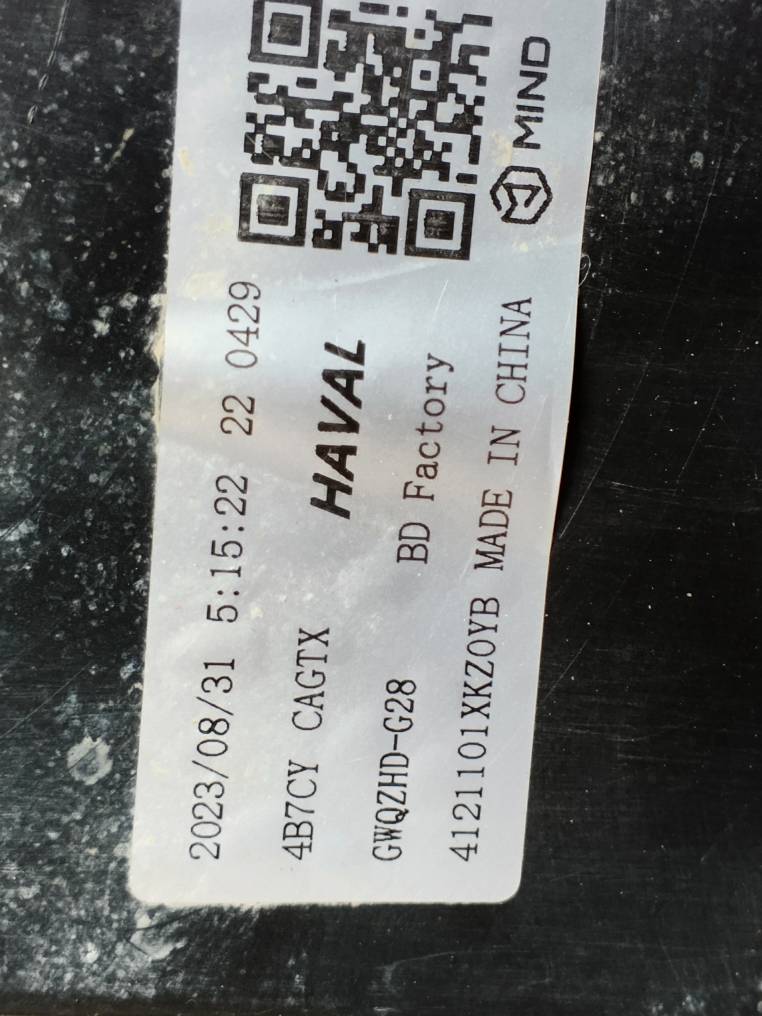 2023/08/31 5:15:22 22 0429
4B7CY CAGTX
HAVAL
GWQZHD-G28
BD Factory
4121101XKZ0YB MADE IN CHINA
MIND